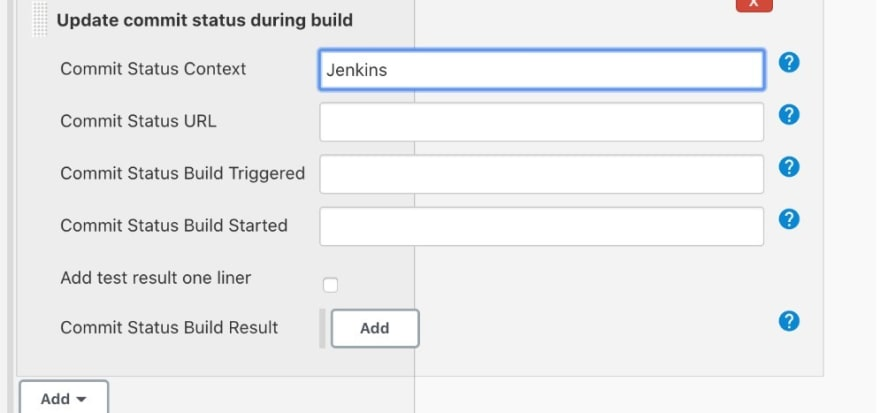 X
Update commit status during build
Commit Status Context Jenkins ?
Commit Status URL ?
Commit Status Build Triggered ?
Commit Status Build Started ?
Add test result one liner
Commit Status Build Result Add ?
Add